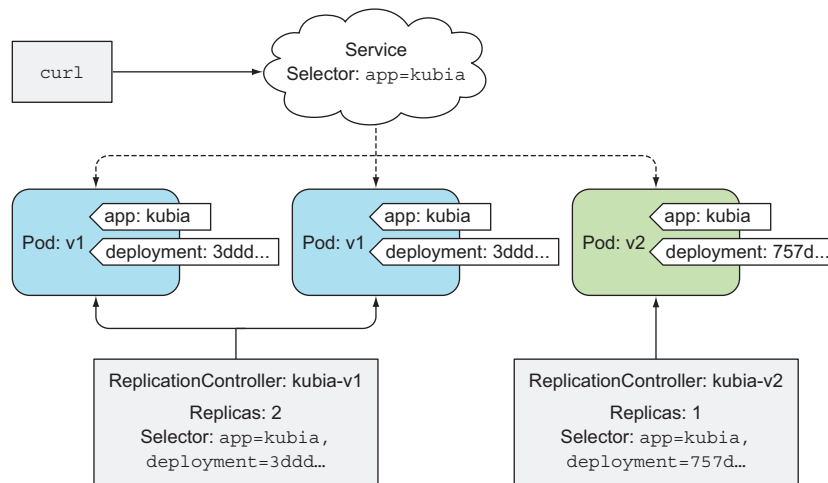 curl
Service
Selector: app=kubia
Pod: v1
app: kubia
deployment: 3ddd...
Pod: v1
app: kubia
deployment: 3ddd...
Pod: v2
app: kubia
deployment: 757d...
ReplicationController: kubia-v1
Replicas: 2
Selector: app=kubia,
deployment=3ddd…
ReplicationController: kubia-v2
Replicas: 1
Selector: app=kubia,
deployment=757d…